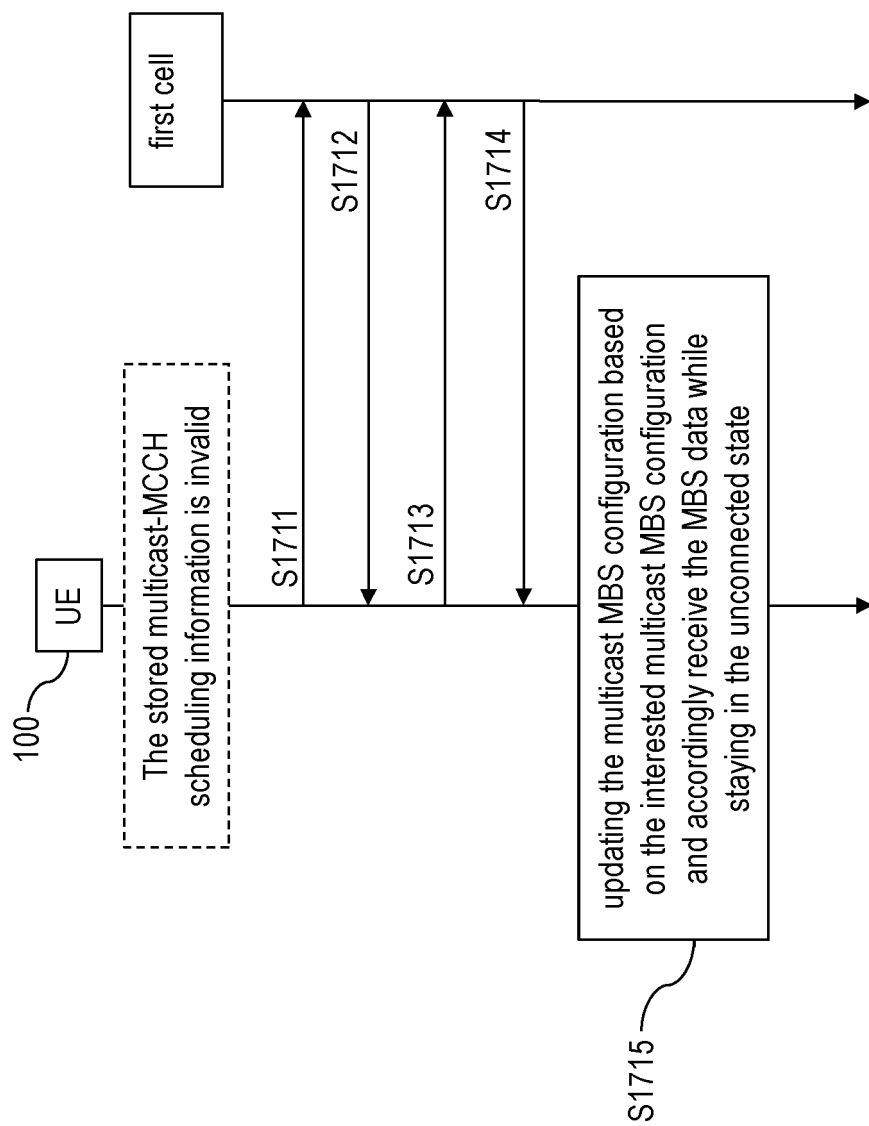 100
UE
first cell
The stored multicast-MCCH
scheduling information is invalid
S1711
S1712
S1713
S1714
updating the multicast MBS configuration based
on the interested multicast MBS configuration
and accordingly receive the MBS data while
staying in the unconnected state
S1715